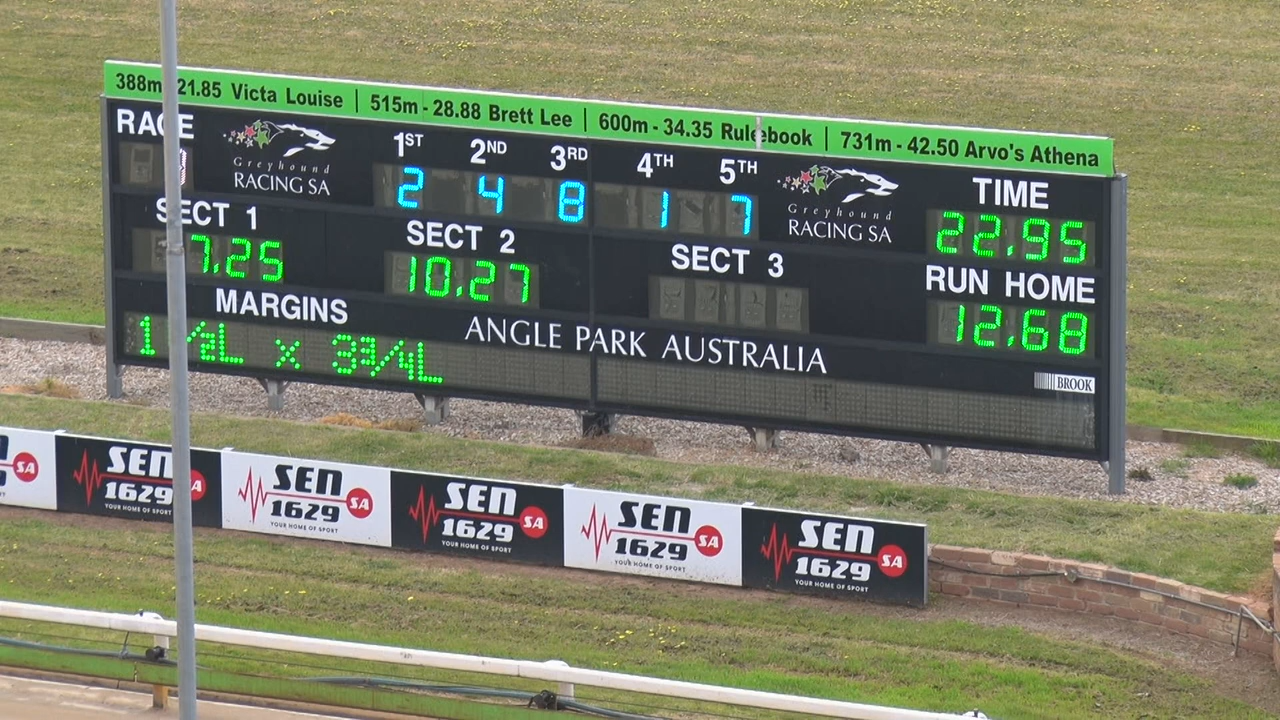 388m 21.85 Victa Louise | 515m - 28.88 Brett Lee | 600m - 34.35 Rulebook | 731m - 42.50 Arvo's Athena
RACE
Greyhound
RACING SA
1ST 2ND 3RD 4TH 5TH
2 4 8 1 7
Greyhound
RACING SA
TIME
22.95
SECT 1
7.25
SECT 2
10.27
SECT 3
RUN HOME
12.68
MARGINS
1 ½L x 3¾L
ANGLE PARK AUSTRALIA
BROOK
SA
SEN
1629 SA
YOUR HOME OF SPORT
SEN
1629 SA
YOUR HOME OF SPORT
SEN
1629 SA
YOUR HOME OF SPORT
SEN
1629 SA
YOUR HOME OF SPORT
SEN
1629 SA
YOUR HOME OF SPORT